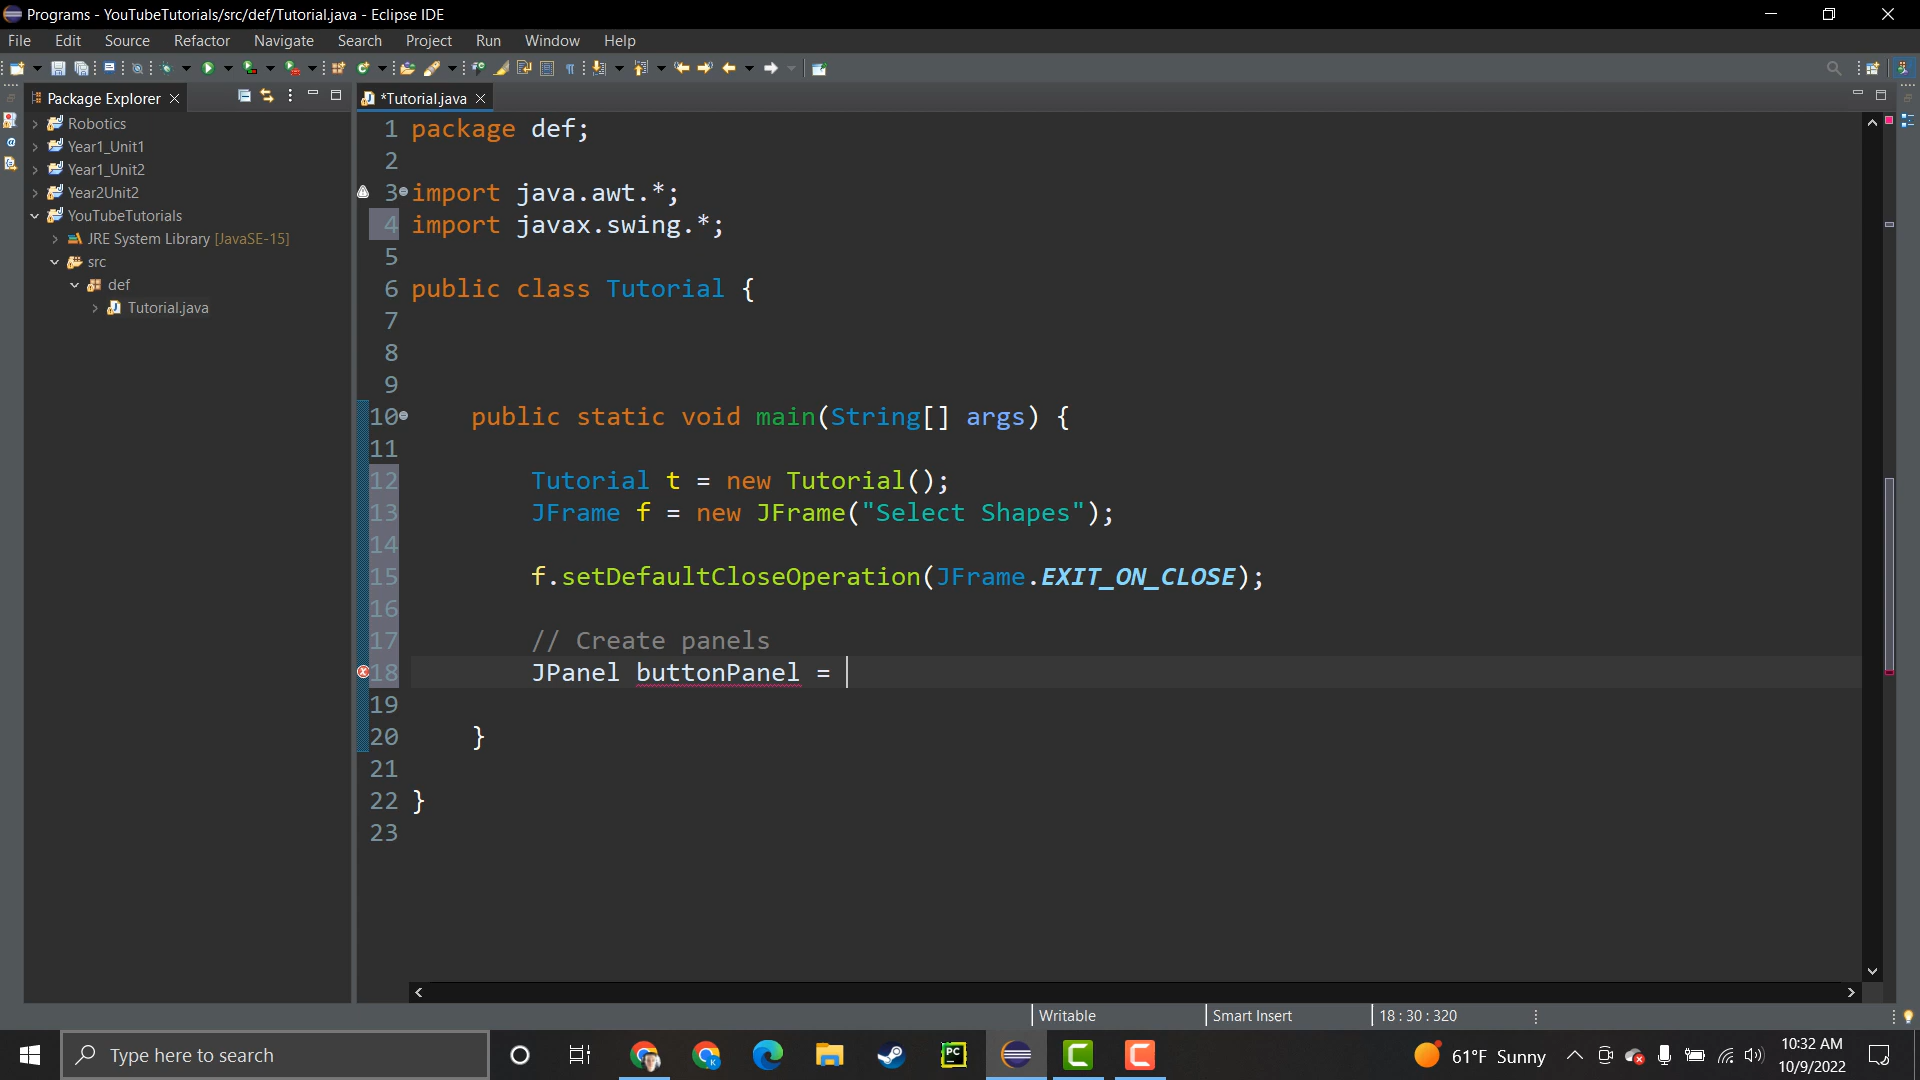 Programs - YouTubeTutorials/src/def/Tutorial.java - Eclipse IDE
File Edit Source Refactor Navigate Search Project Run Window Help
Package Explorer
Robotics
Year1_Unit1
Year1_Unit2
Year2Unit2
YouTubeTutorials
JRE System Library [JavaSE-15]
src
def
Tutorial.java
*Tutorial.java
1 package def;
2
3 import java.awt.*;
4 import javax.swing.*;
5
6 public class Tutorial {
7
8
9
10 public static void main(String[] args) {
11
12 Tutorial t = new Tutorial();
13 JFrame f = new JFrame("Select Shapes");
14
15 f.setDefaultCloseOperation(JFrame.EXIT_ON_CLOSE);
16
17 // Create panels
18 JPanel buttonPanel =
19
20 }
21
22 }
23
Writable Smart Insert 18 : 30 : 320
Type here to search
PC
61°F Sunny
10:32 AM
10/9/2022